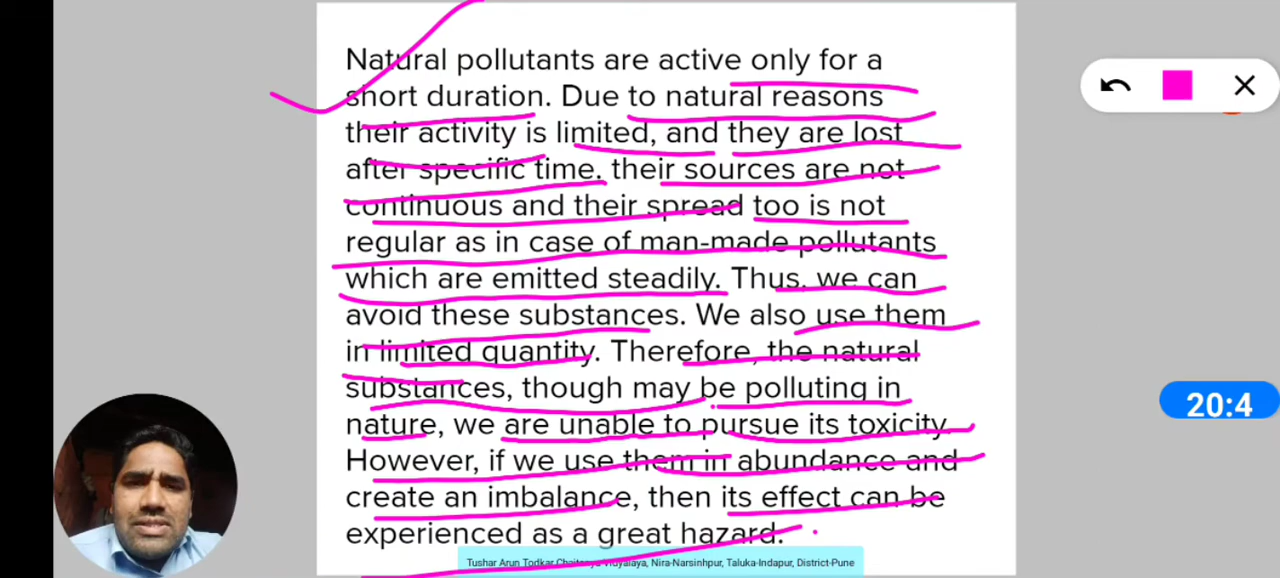 Natural pollutants are active only for a
short duration. Due to natural reasons
their activity is limited, and they are lost
after specific time. their sources are not
continuous and their spread too is not
regular as in case of man-made pollutants
which are emitted steadily. Thus, we can
avoid these substances. We also use them
in limited quantity. Therefore, the natural
substances, though may be polluting in
nature, we are unable to pursue its toxicity.
However, if we use them in abundance and
create an imbalance, then its effect can be
experienced as a great hazard.
20:4
Tushar Arun Todkar Chaitanya Vidyalaya, Nira-Narsinhpur, Taluka-Indapur, District-Pune